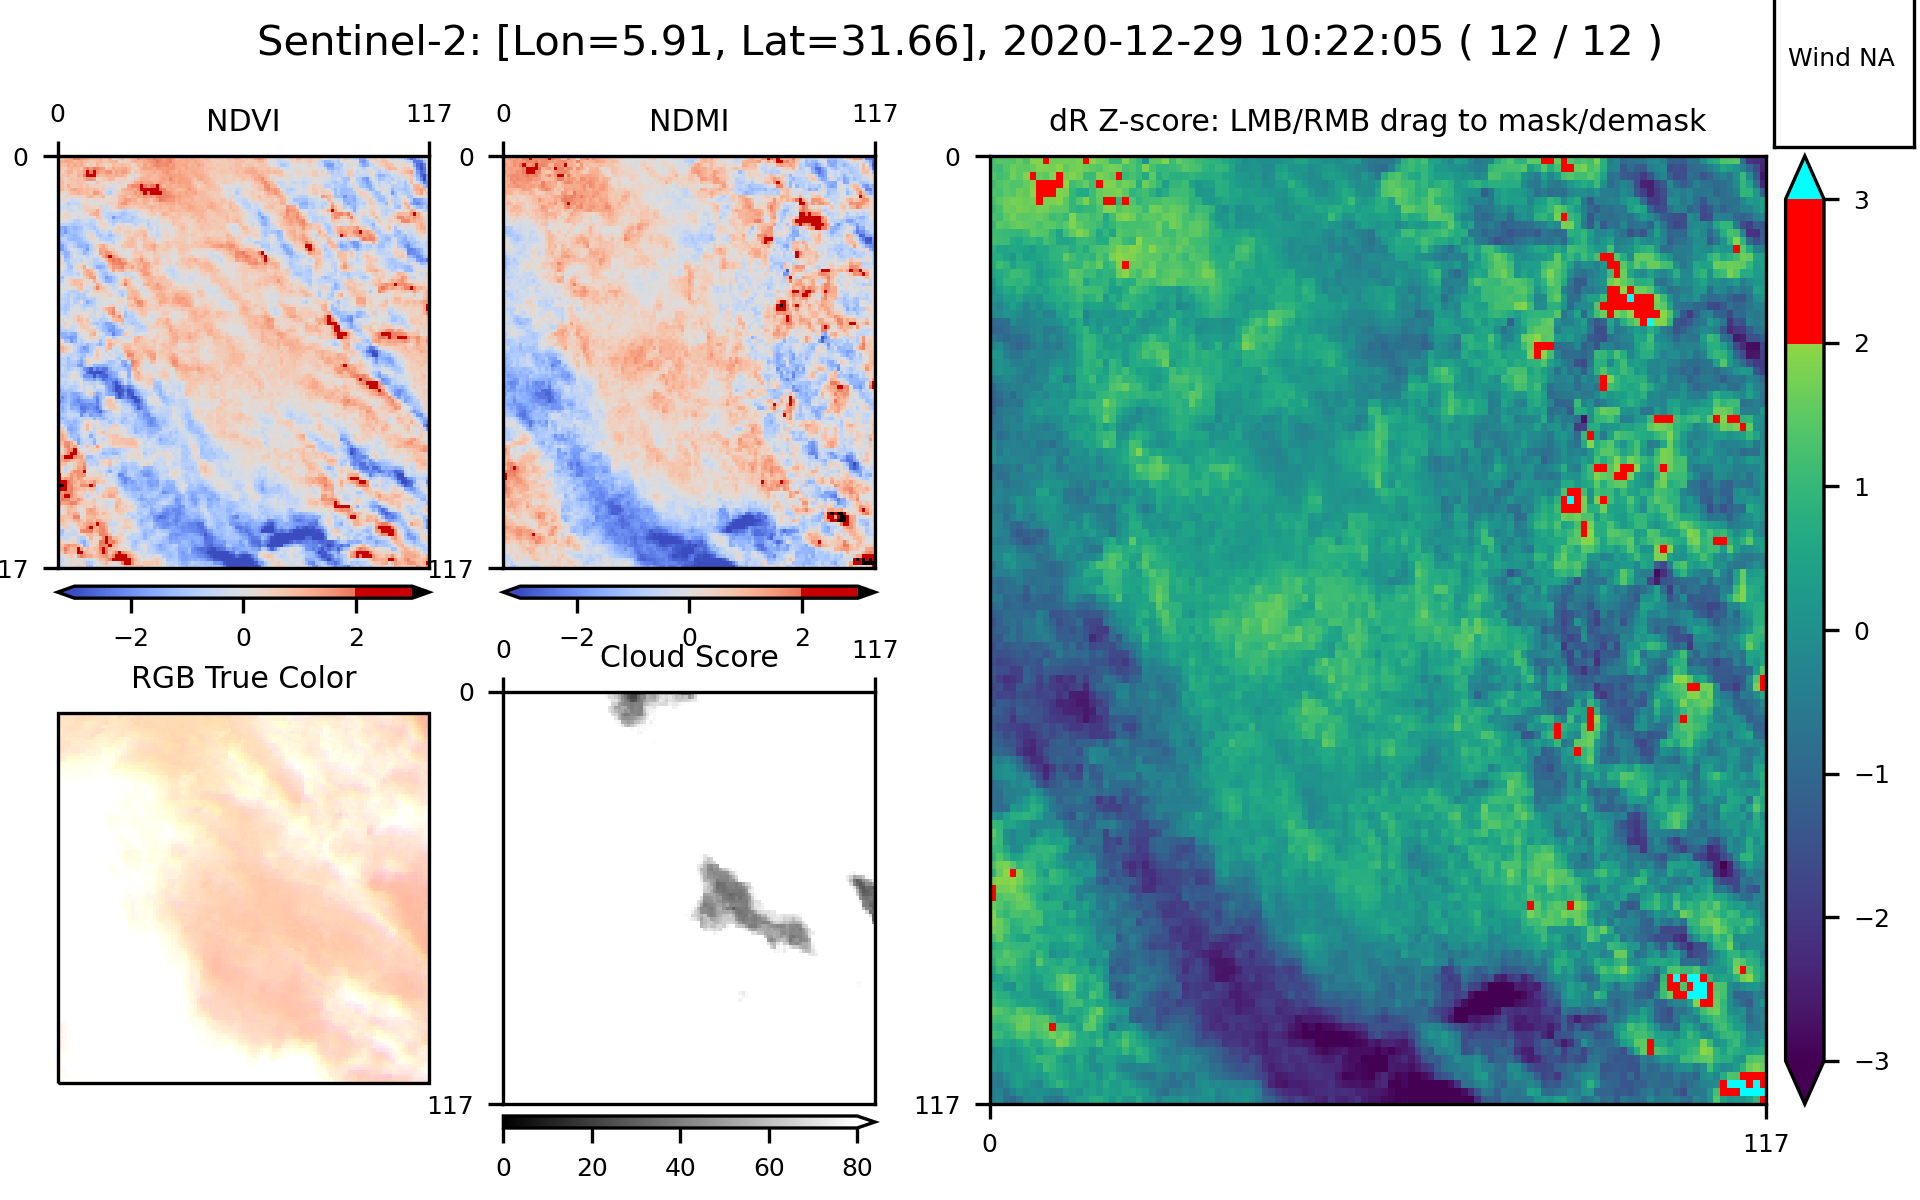 Sentinel-2: [Lon=5.91, Lat=31.66], 2020-12-29 10:22:05 ( 12 / 12 )
Wind NA
0 117
NDVI
0
17
−2 0 2
0 117
NDMI
0
117
−2 0 2
dR Z-score: LMB/RMB drag to mask/demask
0
117
0 117
3
2
1
0
−1
−2
−3
RGB True Color
0 117
Cloud Score
0
117
0 20 40 60 80